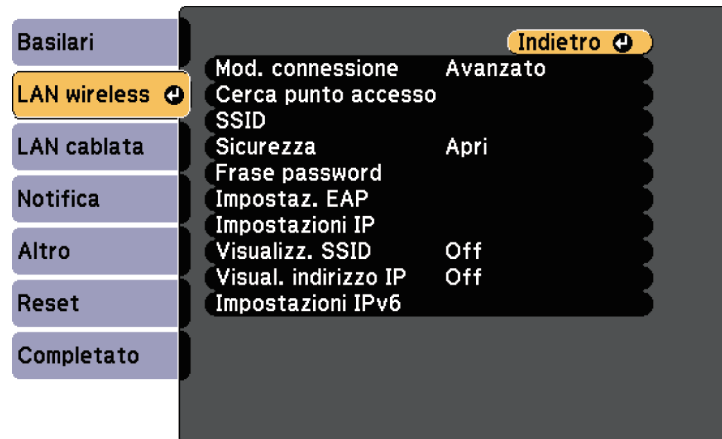 Basilari
LAN wireless
LAN cablata
Notifica
Altro
Reset
Completato
Indietro
Mod. connessione Avanzato
Cerca punto accesso
SSID
Sicurezza Apri
Frase password
Impostaz. EAP
Impostazioni IP
Visualizz. SSID Off
Visual. indirizzo IP Off
Impostazioni IPv6